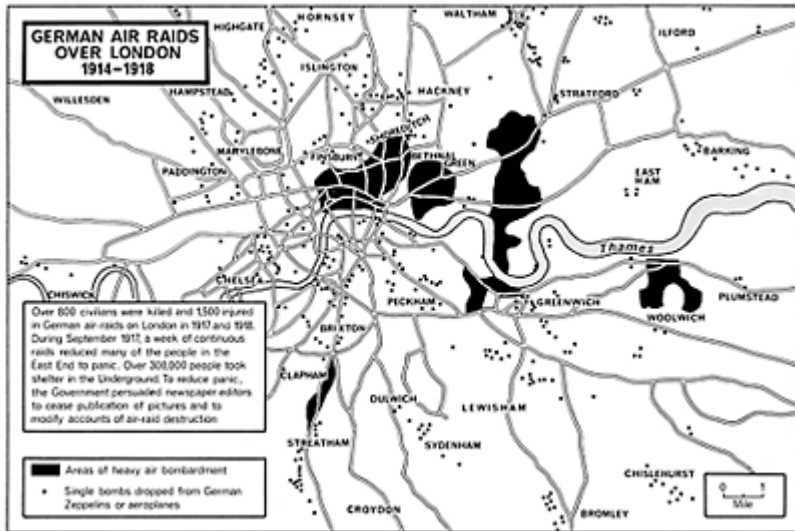 GERMAN AIR RAIDS
OVER LONDON
1914–1918
HIGHGATE
HORNSEY
WALTHAM
ILFORD
ISLINGTON
WILLESDEN
HAMPSTEAD
HACKNEY
STRATFORD
SHOREDITCH
MARYLEBONE
FINSBURY
BETHNAL
GREEN
BARKING
PADDINGTON
EAST
HAM
Thames
CHELSEA
CHISWICK
PECKHAM
GREENWICH
PLUMSTEAD
WOOLWICH
BRIXTON
Over 800 civilians were killed and 1,500 injured
in German air-raids on London in 1917 and 1918.
During September 1917, a week of continuous
raids reduced many of the people in the
East End to panic. Over 300,000 people took
shelter in the Underground. To reduce panic,
the Government persuaded newspaper editors
to cease publication of pictures and to
modify accounts of air-raid destruction
CLAPHAM
DULWICH
LEWISHAM
STREATHAM
SYDENHAM
CHISLEHURST
CROYDON
BROMLEY
Areas of heavy air bombardment
Single bombs dropped from German
Zeppelins or aeroplanes
0 1
Mile